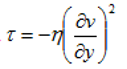 τ = −η(∂v/∂y)²